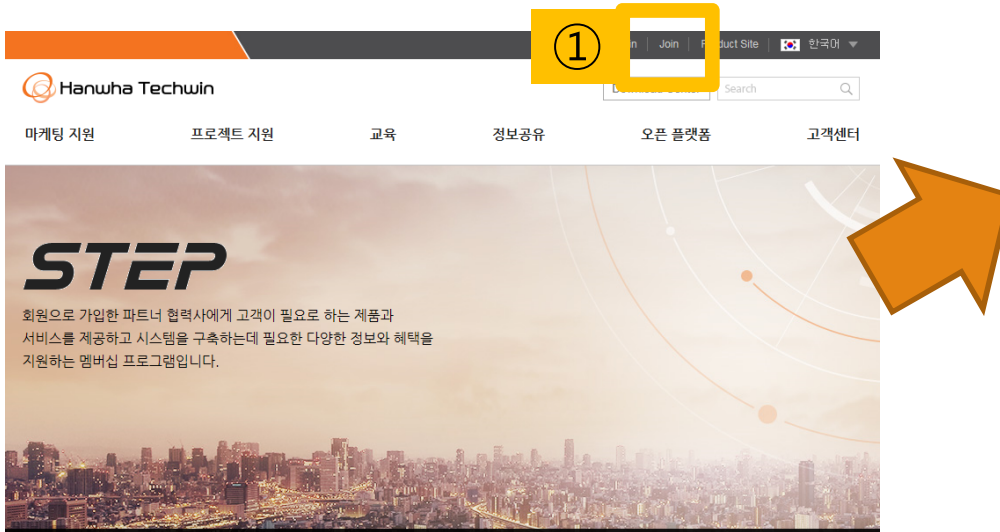 ①
Join
Product Site
한국어
Hanwha Techwin
Search
마케팅 지원 프로젝트 지원 교육 정보공유 오픈 플랫폼 고객센터
STEP
회원으로 가입한 파트너 협력사에게 고객이 필요로 하는 제품과
서비스를 제공하고 시스템을 구축하는데 필요한 다양한 정보와 혜택을
지원하는 멤버십 프로그램입니다.